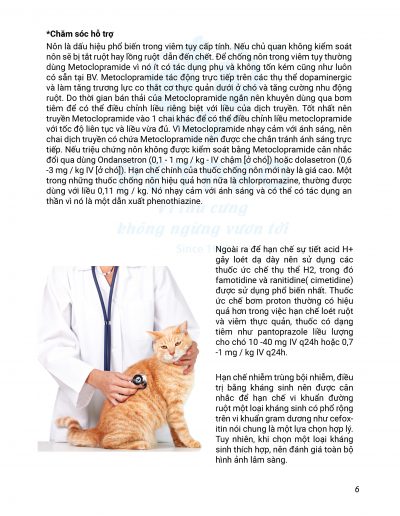 *Chăm sóc hỗ trợ
Nôn là dấu hiệu phổ biến trong viêm tụy cấp tính. Nếu chủ quan không kiểm soát
nôn sẽ bị tắt ruột hay lồng ruột dẫn đến chết. Để chống nôn trong viêm tụy thường
dùng Metoclopramide vì nó ít có tác dụng phụ và không tốn kém cũng như luôn
có sẵn tại BV. Metoclopramide tác động trực tiếp trên các thụ thể dopaminergic
và làm tăng trương lực co thắt cơ thực quản dưới ở chó và tăng cường nhu động
ruột. Do thời gian bán thải của Metoclopramide ngăn nên khuyên dùng qua bơm
tiêm để có thể điều chỉnh liều riêng biệt với liều của dịch truyền. Tốt nhất nên
truyền Metoclopramide vào 1 chai khác để có thể điều chỉnh liều metoclopramide
với tốc độ liên tục và liều vừa đủ. Vì Metoclopramide nhạy cảm với ánh sáng, nên
chai dịch truyền có chứa Metoclopramide nên được che chắn tránh ánh sáng trực
tiếp. Nếu triệu chứng nôn không được kiểm soát bằng Metoclopramide cân nhắc
đổi qua dùng Ondansetron (0,1 - 1 mg / kg - IV chậm [ở chó]) hoặc dolasetron (0,6
-3 mg / kg IV [ở chó]). Hạn chế chính của thuốc chống nôn mới này là giá cao. Một
trong những thuốc chống nôn hiệu quả hơn nữa là chlorpromazine, thường được
dùng với liều 0,11 mg / kg. Nó nhạy cảm với ánh sáng và có thể có tác dụng an
thần vì nó là một dẫn xuất phenothiazine.
Vì thú cưng
không ngừng vươn tới
Ngoài ra để hạn chế sự tiết acid H+
gây loét dạ dày nên sử dụng các
thuốc ức chế thụ thể H2, trong đó
famotidine và ranitidine( cimetidine)
được sử dụng phổ biến nhất. Thuốc
ức chế bơm proton thường có hiệu
quả hơn trong việc hạn chế loét ruột
và viêm thực quản, thuốc có dạng
tiêm như pantoprazole liều lượng
cho chó 10 -40 mg IV q24h hoặc 0,7
-1 mg / kg IV q24h.
Hạn chế nhiễm trùng bội nhiễm, điều
trị bằng kháng sinh nên được cân
nhắc để hạn chế vi khuẩn đường
ruột một loại kháng sinh có phổ rộng
trên vi khuẩn gram dương như cefox-
itin nói chung là một lựa chọn hợp lý.
Tuy nhiên, khi chọn một loại kháng
sinh thích hợp, nên đánh giá toàn bộ
hình ảnh lâm sàng.
6